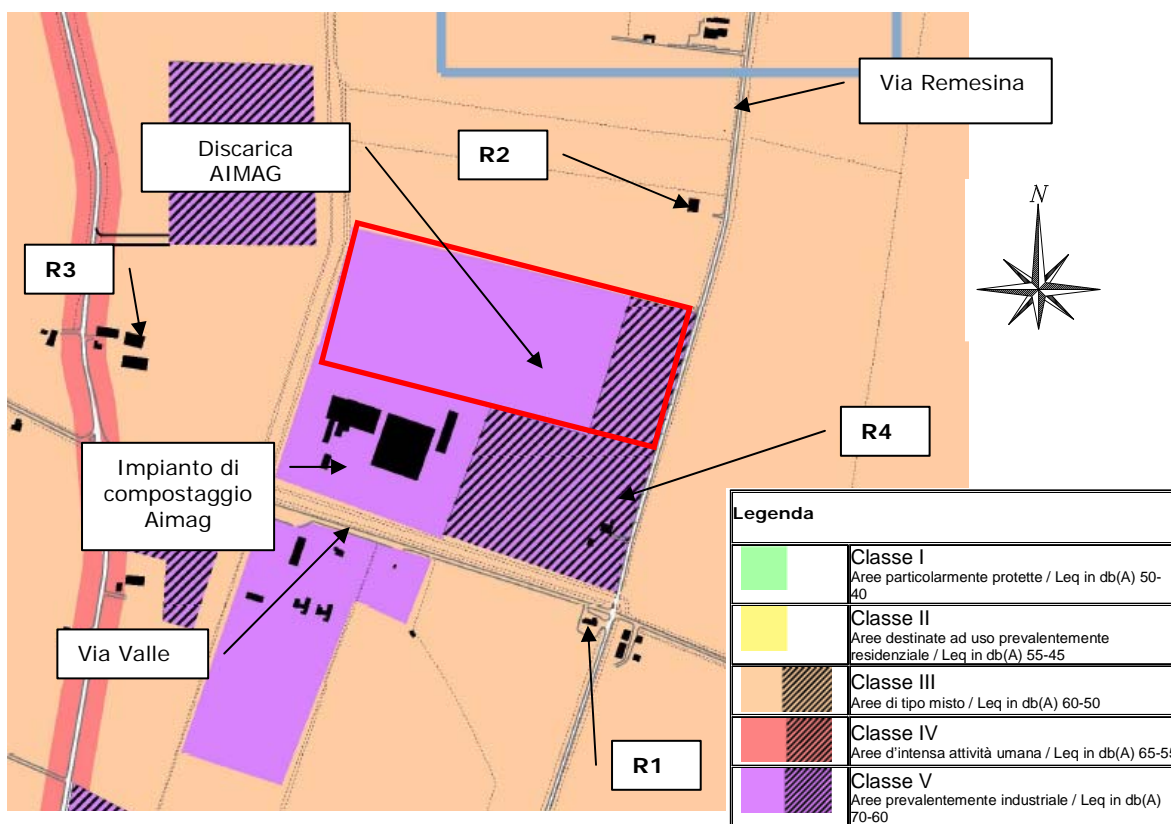 Via Remesina
Discarica
AIMAG
R2
N
R3
R4
Impianto di
compostaggio
Aimag
Via Valle
R1
Legenda
Classe I
Aree particolarmente protette / Leq in db(A) 50-
40
Classe II
Aree destinate ad uso prevalentemente
residenziale / Leq in db(A) 55-45
Classe III
Aree di tipo misto / Leq in db(A) 60-50
Classe IV
Aree d'intensa attività umana / Leq in db(A) 65-55
Classe V
Aree prevalentemente industriale / Leq in db(A)
70-60